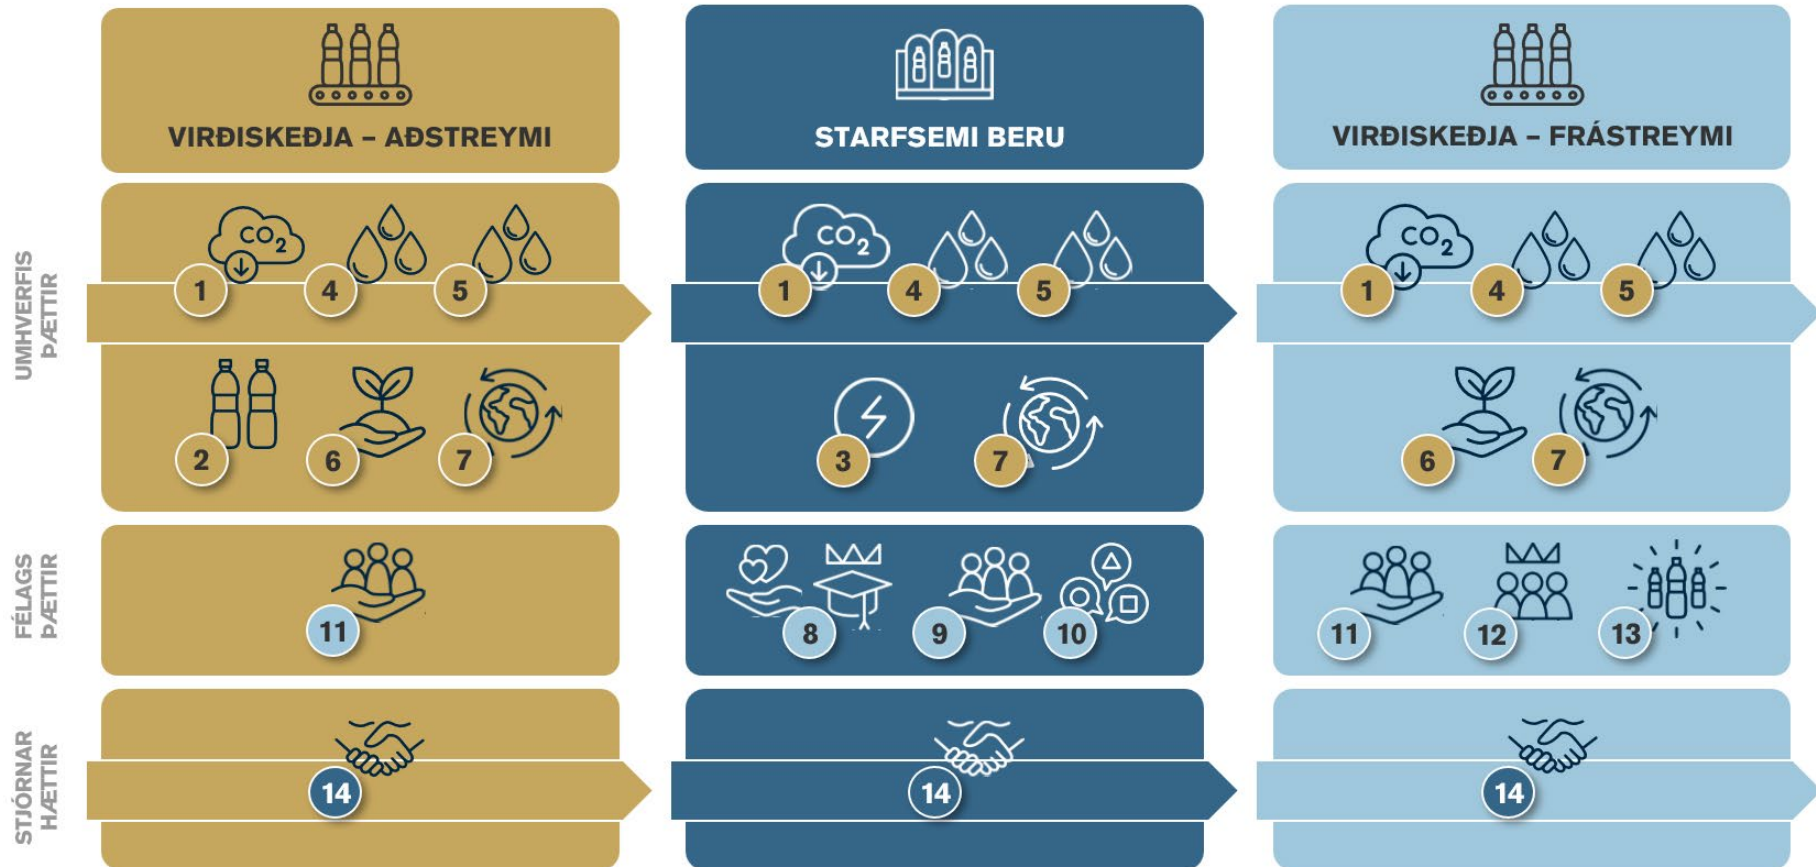 VIRÐISKEÐJA – AÐSTREYMI
STARFSEMI BERU
VIRÐISKEÐJA – FRÁSTREYMI
UMHVERFIS
ÞÆTTIR
CO2
1
4
5
CO2
1
4
5
CO2
1
4
5
2
6
7
3
7
6
7
FÉLAGS
ÞÆTTIR
11
8
9
10
11
12
13
STJÓRNAR
HÆTTIR
14
14
14